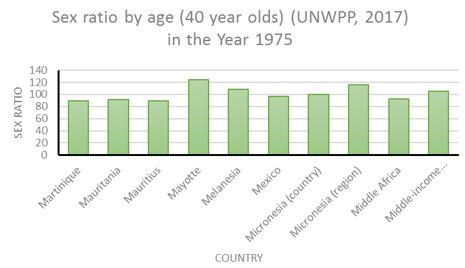 Sex ratio by age (40 year olds) (UNWPP, 2017)
in the Year 1975
SEX RATIO
140
120
100
80
60
40
20
0
Martinique
Mauritania
Mauritius
Mayotte
Melanesia
Mexico
Micronesia (country)
Micronesia (region)
Middle Africa
Middle-income...
COUNTRY